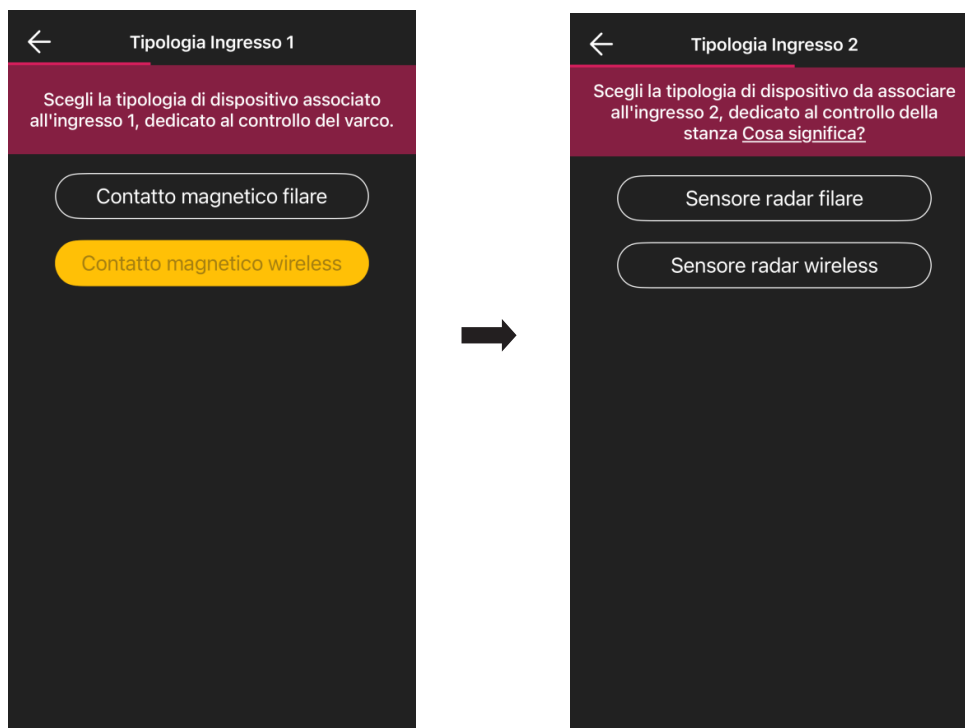 Tipologia Ingresso 1
Scegli la tipologia di dispositivo associato
all'ingresso 1, dedicato al controllo del varco.
Contatto magnetico filare
Contatto magnetico wireless
Tipologia Ingresso 2
Scegli la tipologia di dispositivo da associare
all'ingresso 2, dedicato al controllo della
stanza Cosa significa?
Sensore radar filare
Sensore radar wireless